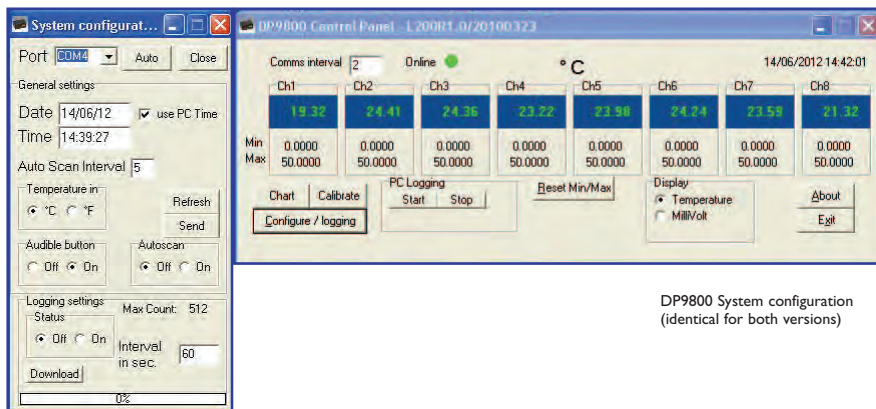 System configurat...
Port COM4 Auto Close
General settings
Date 14/06/12 use PC Time
Time 14:39:27
Auto Scan Interval 5
Temperature in
°C °F
Refresh
Send
Audible button
Off On
Autoscan
Off On
Logging settings
Status
Off On
Max Count: 512
Interval
in sec. 60
Download
0%
DP9800 Control Panel - L200R1.0/20100323
Comms interval 2 Online °C 14/06/2012 14:42:01
Ch1 Ch2 Ch3 Ch4 Ch5 Ch6 Ch7 Ch8
19.32 24.41 24.36 23.22 23.98 24.24 23.59 21.32
Min 0.0000 0.0000 0.0000 0.0000 0.0000 0.0000 0.0000 0.0000
Max 50.0000 50.0000 50.0000 50.0000 50.0000 50.0000 50.0000 50.0000
Chart Calibrate
Configure / logging
PC Logging
Start Stop
Reset Min/Max
Display
Temperature
MilliVolt
About
Exit
DP9800 System configuration
(identical for both versions)